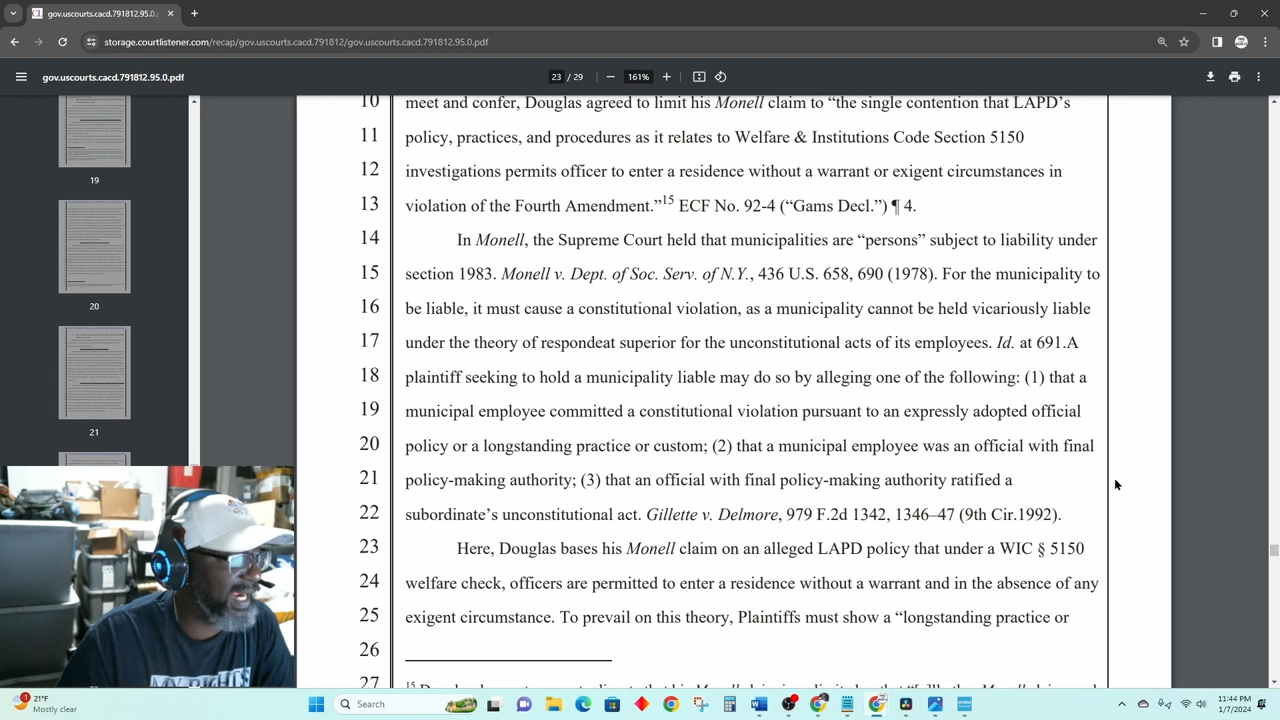 gov.uscourts.cacd.791812.95.0.p
storage.courtlistener.com/recap/gov.uscourts.cacd.791812/gov.uscourts.cacd.791812.95.0.pdf
gov.uscourts.cacd.791812.95.0.pdf
23 / 29
161%
19
20
21
10 meet and confer, Douglas agreed to limit his Monell claim to “the single contention that LAPD’s
11 policy, practices, and procedures as it relates to Welfare & Institutions Code Section 5150
12 investigations permits officer to enter a residence without a warrant or exigent circumstances in
13 violation of the Fourth Amendment.”15 ECF No. 92-4 (“Gams Decl.”) ¶ 4.
14 In Monell, the Supreme Court held that municipalities are “persons” subject to liability under
15 section 1983. Monell v. Dept. of Soc. Serv. of N.Y., 436 U.S. 658, 690 (1978). For the municipality to
16 be liable, it must cause a constitutional violation, as a municipality cannot be held vicariously liable
17 under the theory of respondeat superior for the unconstitutional acts of its employees. Id. at 691.A
18 plaintiff seeking to hold a municipality liable may do so by alleging one of the following: (1) that a
19 municipal employee committed a constitutional violation pursuant to an expressly adopted official
20 policy or a longstanding practice or custom; (2) that a municipal employee was an official with final
21 policy-making authority; (3) that an official with final policy-making authority ratified a
22 subordinate’s unconstitutional act. Gillette v. Delmore, 979 F.2d 1342, 1346–47 (9th Cir.1992).
23 Here, Douglas bases his Monell claim on an alleged LAPD policy that under a WIC § 5150
24 welfare check, officers are permitted to enter a residence without a warrant and in the absence of any
25 exigent circumstance. To prevail on this theory, Plaintiffs must show a “longstanding practice or
26
27
21°F
Mostly clear
Search
11:44 PM
1/7/2024